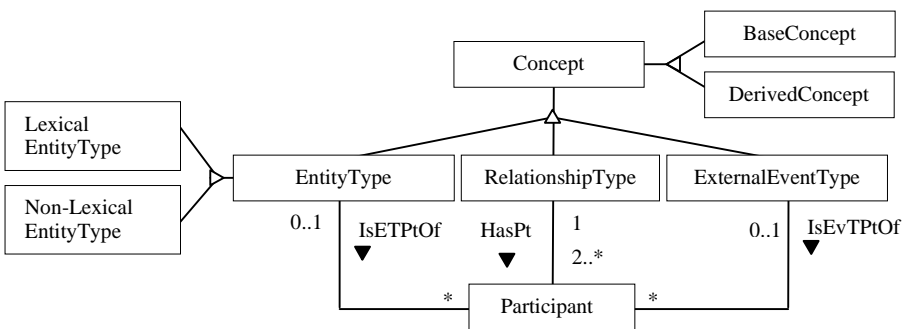 BaseConcept
Concept
DerivedConcept
Lexical
EntityType
EntityType
RelationshipType
ExternalEventType
Non-Lexical
EntityType
0..1
IsETPtOf
HasPt
1
0..1
IsEvTPtOf
2..*
*
Participant
*